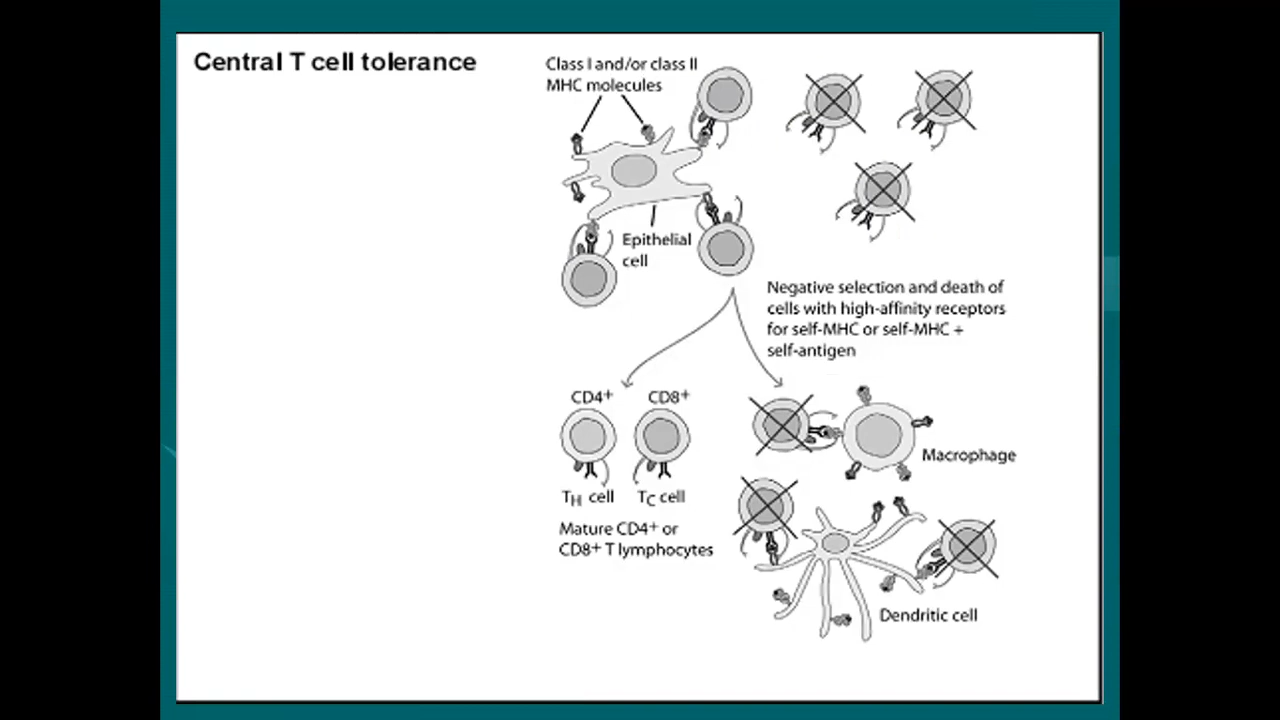 Central T cell tolerance
Class I and/or class II
MHC molecules
Epithelial
cell
Negative selection and death of
cells with high-affinity receptors
for self-MHC or self-MHC +
self-antigen
CD4+
CD8+
TH cell
TC cell
Mature CD4+ or
CD8+ T lymphocytes
Macrophage
Dendritic cell